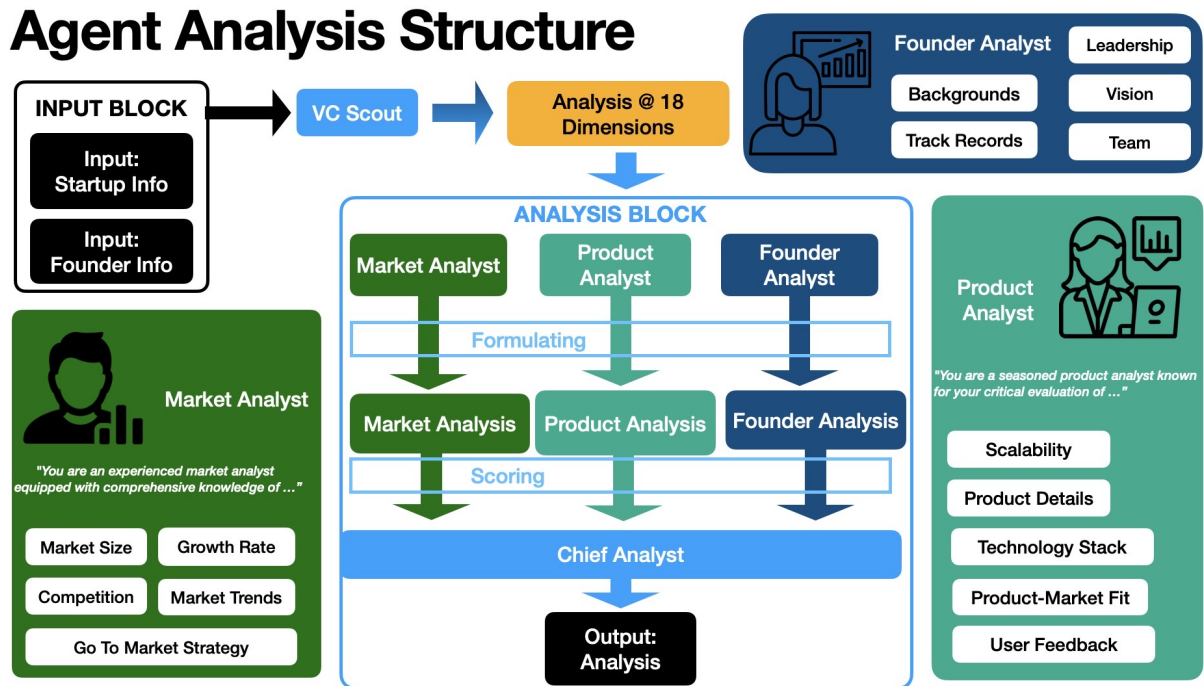 Agent Analysis Structure
INPUT BLOCK
Input:
Startup Info
Input:
Founder Info
VC Scout
Analysis @ 18
Dimensions
Founder Analyst
Leadership
Backgrounds
Vision
Track Records
Team
ANALYSIS BLOCK
Market Analyst
Product
Analyst
Founder
Analyst
Formulating
Market Analysis
Product Analysis
Founder Analysis
Scoring
Chief Analyst
Output:
Analysis
Market Analyst
"You are an experienced market analyst
equipped with comprehensive knowledge of ..."
Market Size
Growth Rate
Competition
Market Trends
Go To Market Strategy
Product
Analyst
"You are a seasoned product analyst known
for your critical evaluation of ..."
Scalability
Product Details
Technology Stack
Product-Market Fit
User Feedback